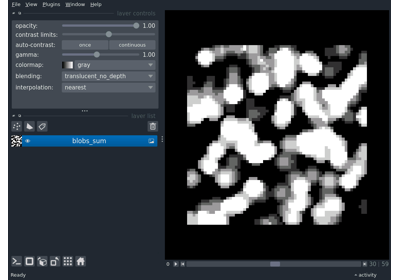 File View Plugins Window Help
layer controls
opacity: 1.00
contrast limits:
auto-contrast: once continuous
gamma: 1.00
colormap: gray
blending: translucent_no_depth
interpolation: nearest
layer list
blobs_sum
30 59
Ready
activity